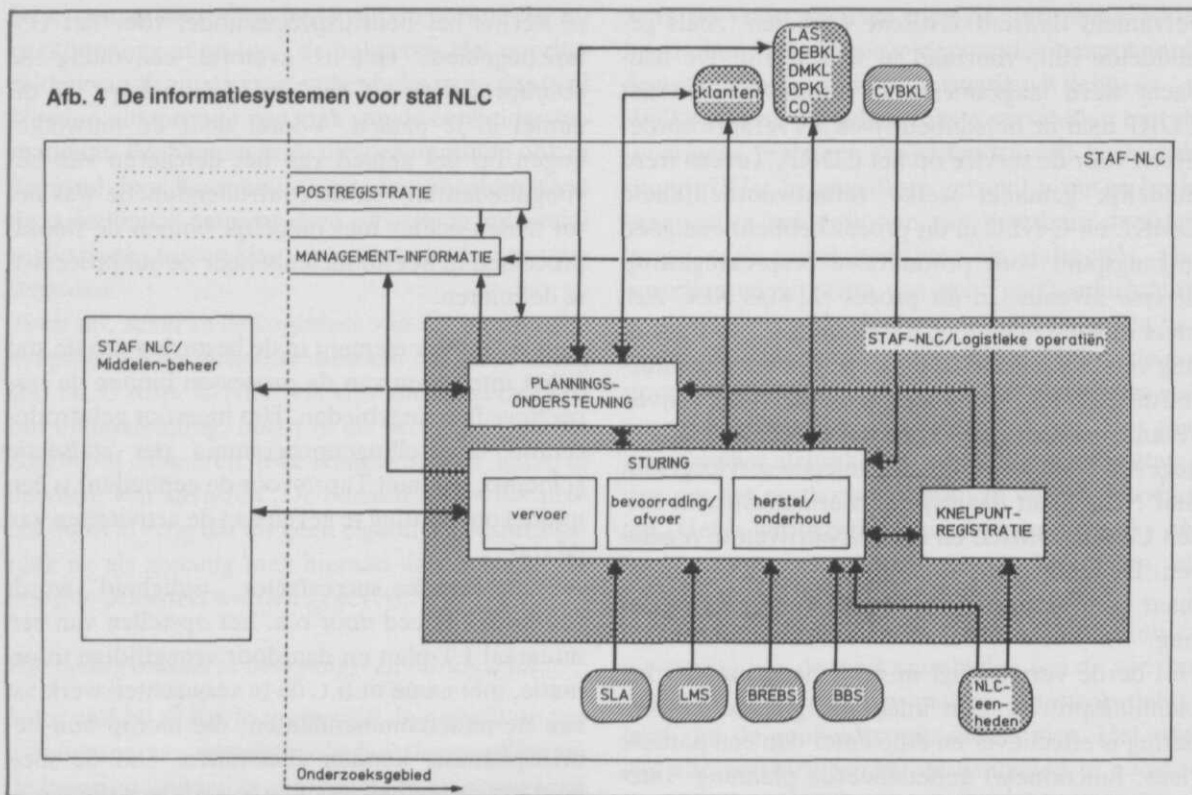 Afb. 4 De informatiesystemen voor staf NLC
klanten
LAS
DEBKL
DMKL
DPKL
CO
CVBKL
STAF-NLC
POSTREGISTRATIE
MANAGEMENT-INFORMATIE
STAF NLC/
Middelen-beheer
STAF-NLC/Logistieke operatiën
PLANNINGS-
ONDERSTEUNING
STURING
vervoer
bevoorrading/
afvoer
herstel-
onderhoud
KNELPUNT-
REGISTRATIE
SLA
LMS
BREBS
BBS
NLC-
een-
heden
Onderzoeksgebied